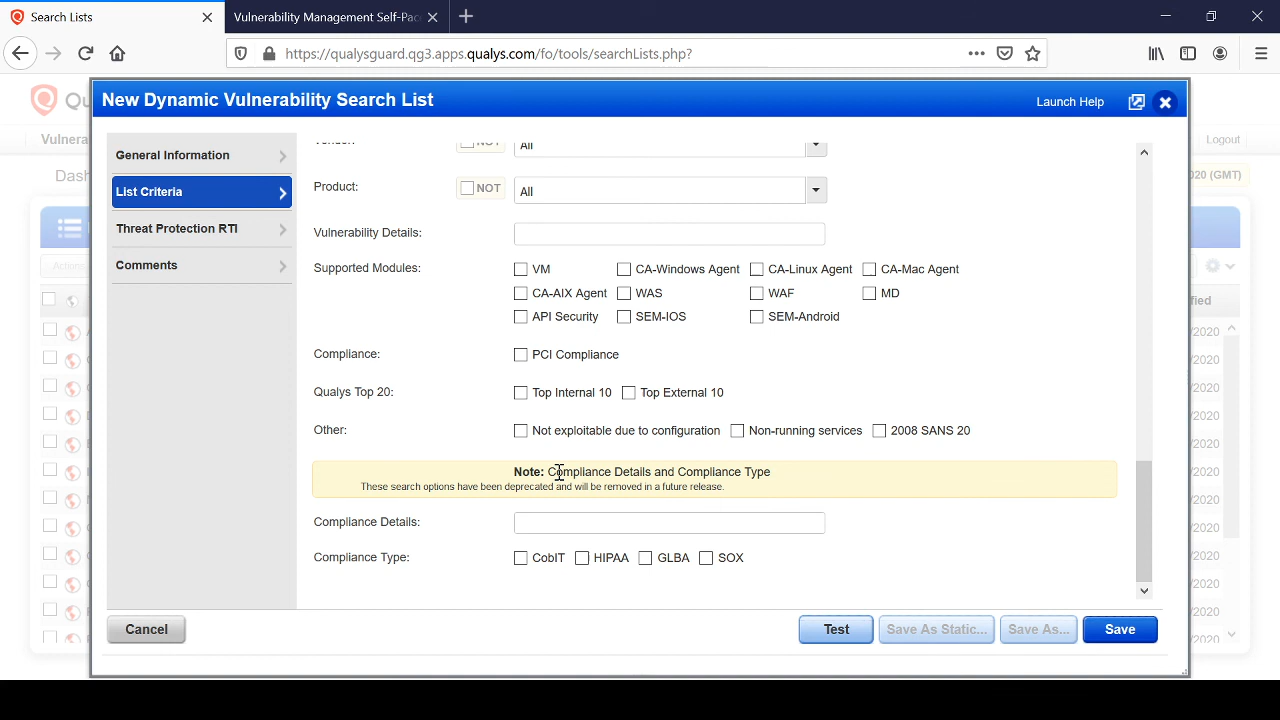 Search Lists
Vulnerability Management Self-Pac
https://qualysguard.qg3.apps.qualys.com/fo/tools/searchLists.php?
New Dynamic Vulnerability Search List
Launch Help
Logout
Dash
2020 (GMT)
General Information
List Criteria
Threat Protection RTI
Comments
All
Product:
NOT
All
Vulnerability Details:
Supported Modules:
VM
CA-Windows Agent
CA-Linux Agent
CA-Mac Agent
CA-AIX Agent
WAS
WAF
MD
API Security
SEM-IOS
SEM-Android
Compliance:
PCI Compliance
Qualys Top 20:
Top Internal 10
Top External 10
Other:
Not exploitable due to configuration
Non-running services
2008 SANS 20
Note: Compliance Details and Compliance Type
These search options have been deprecated and will be removed in a future release.
Compliance Details:
Compliance Type:
CobIT
HIPAA
GLBA
SOX
Cancel
Test
Save As Static...
Save As...
Save